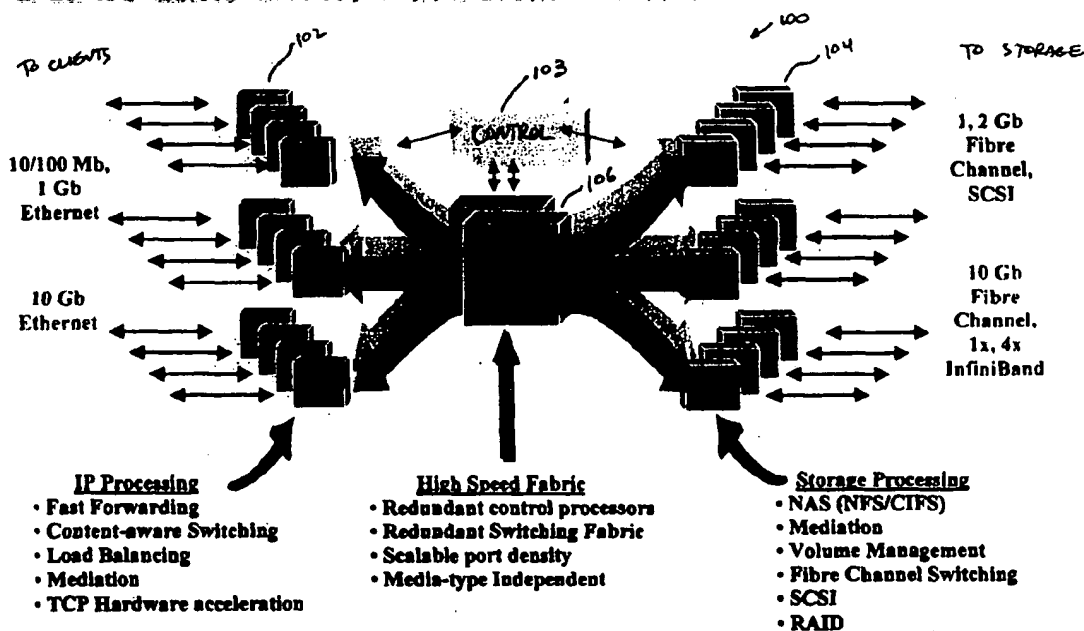 100
102
103
104
TO CLIENTS
TO STORAGE
CONTROL
106
10/100 Mb,
1 Gb
Ethernet
10 Gb
Ethernet
1, 2 Gb
Fibre
Channel,
SCSI
10 Gb
Fibre
Channel,
1x, 4x
InfiniBand
IP Processing
• Fast Forwarding
• Content-aware Switching
• Load Balancing
• Mediation
• TCP Hardware acceleration
High Speed Fabric
• Redundant control processors
• Redundant Switching Fabric
• Scalable port density
• Media-type Independent
Storage Processing
• NAS (NFS/CIFS)
• Mediation
• Volume Management
• Fibre Channel Switching
• SCSI
• RAID